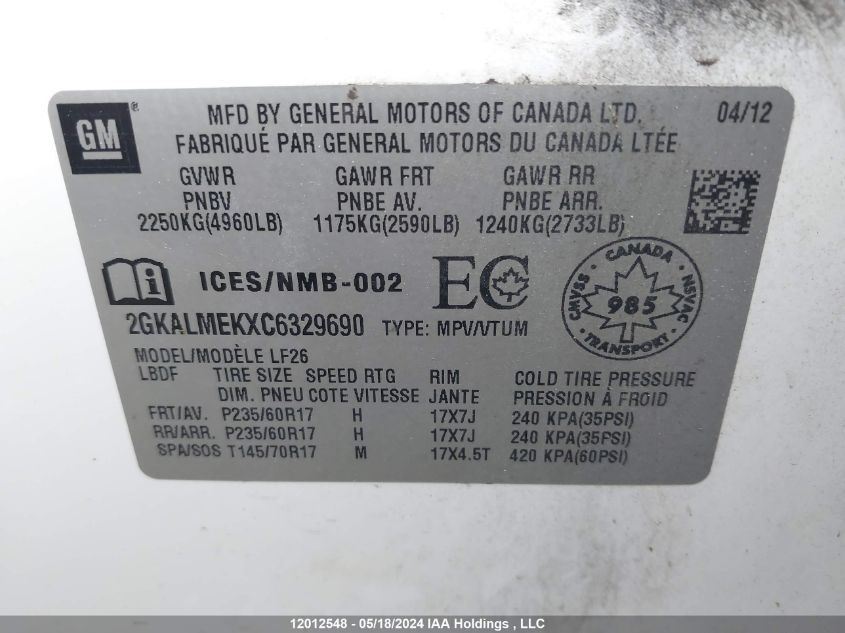 GM ® MFD BY GENERAL MOTORS OF CANADA LTD. 04/12
FABRIQUÉ PAR GENERAL MOTORS DU CANADA LTÉE
GVWR GAWR FRT GAWR RR
PNBV PNBE AV. PNBE ARR.
2250KG(4960LB) 1175KG(2590LB) 1240KG(2733LB)
i ICES/NMB-002 EC
CANADA
CMVSS 985 NSVAC
TRANSPORT
2GKALMEKXC6329690 TYPE: MPV/VTUM
MODEL/MODÈLE LF26
LBDF TIRE SIZE SPEED RTG RIM COLD TIRE PRESSURE
DIM. PNEU COTE VITESSE JANTE PRESSION À FROID
FRT/AV. P235/60R17 H 17X7J 240 KPA(35PSI)
RR/ARR. P235/60R17 H 17X7J 240 KPA(35PSI)
SPA/SOS T145/70R17 M 17X4.5T 420 KPA(60PSI)
12012548 - 05/18/2024 IAA Holdings , LLC